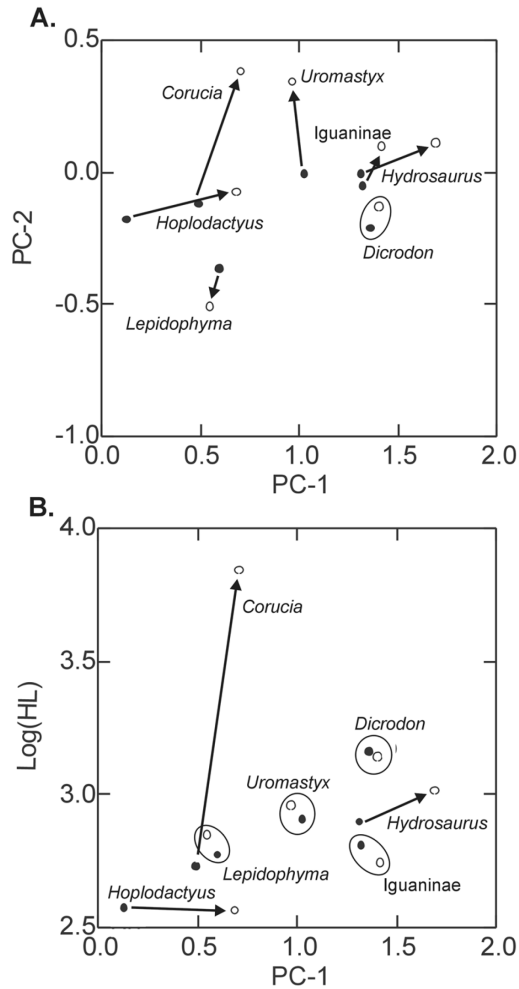 A.
0.5
Corucia
Uromastyx
Iguaninae
0.0
Hydrosaurus
Hoplodactyus
Dicrodon
PC-2
-0.5
Lepidophyma
-1.0
0.0 0.5 1.0 1.5 2.0
PC-1
B.
4.0
Corucia
3.5
Log(HL)
Dicrodon
Uromastyx
3.0
Hydrosaurus
Lepidophyma
Iguaninae
Hoplodactyus
2.5
0.0 0.5 1.0 1.5 2.0
PC-1